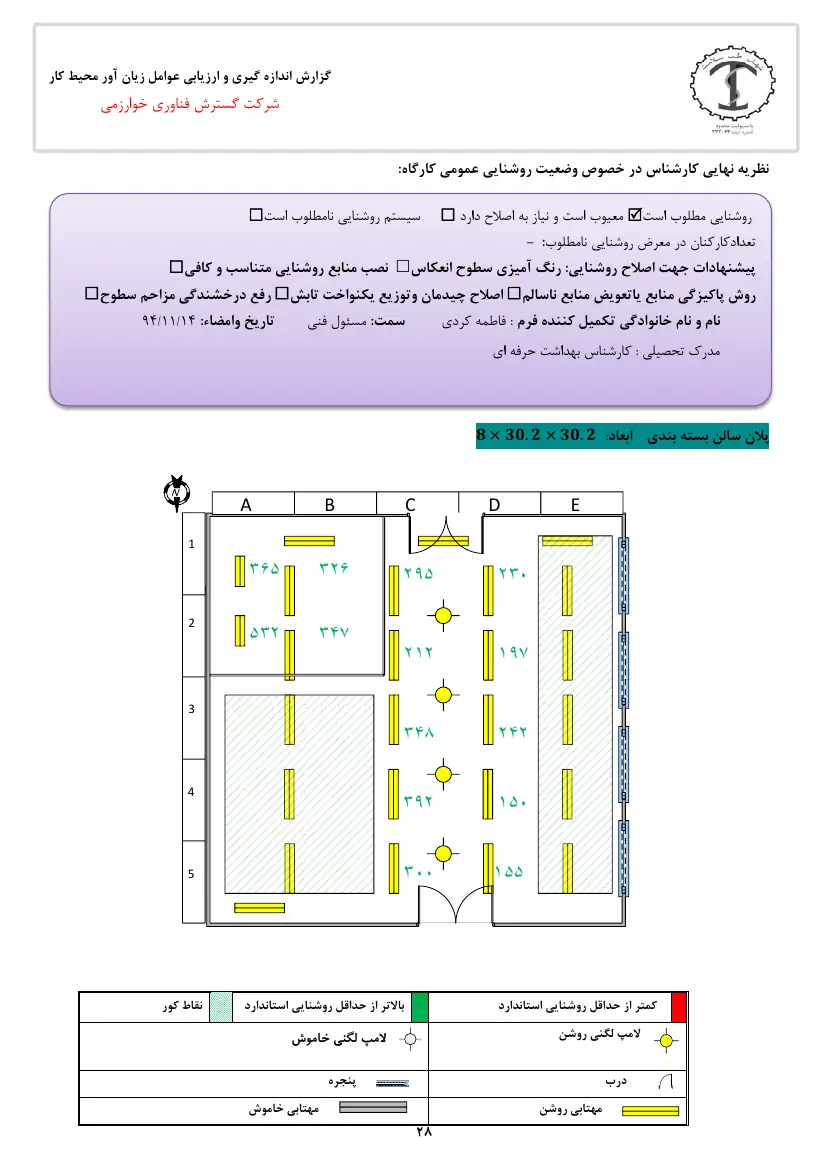 گزارش اندازه گیری و ارزیابی عوامل زیان آور محیط کار
شرکت گسترش فناوری خوارزمی
شهاب طب سلامت
با مسئولیت محدود
نظریه نهایی کارشناس در خصوص وضعیت روشنایی عمومی کارگاه:
روشنایی مطلوب است☑ معیوب است و نیاز به اصلاح دارد ☐ سیستم روشنایی نامطلوب است☐
تعدادکارکنان در معرض روشنایی نامطلوب: -
پیشنهادات جهت اصلاح روشنایی: رنگ آمیزی سطوح انعکاس☐ نصب منابع روشنایی متناسب و کافی☐
روش پاکیزگی منابع یاتعویض منابع ناسالم☐ اصلاح چیدمان وتوزیع یکنواخت تابش☐ رفع درخشندگی مزاحم سطوح☐
نام و نام خانوادگی تکمیل کننده فرم : فاطمه کردی سمت: مسئول فنی تاریخ وامضاء: ۹۴/۱۱/۱۴
مدرک تحصیلی : کارشناس بهداشت حرفه ای
پلان سالن بسته بندی ابعاد: 8 × 30.2 × 30.2
N
A B C D E
1
۳۶۵ ۳۲۶ ۲۹۵ ۲۳۰
2
۵۳۲ ۳۴۷ ۲۱۲ ۱۹۷
3
۳۴۸ ۲۴۲
4
۳۹۲ ۱۵۰
5
۳۰۰ ۱۵۵
کمتر از حداقل روشنایی استاندارد بالاتر از حداقل روشنایی استاندارد نقاط کور
لامپ لگنی روشن لامپ لگنی خاموش
درب پنجره
مهتابی روشن مهتابی خاموش
۲۸